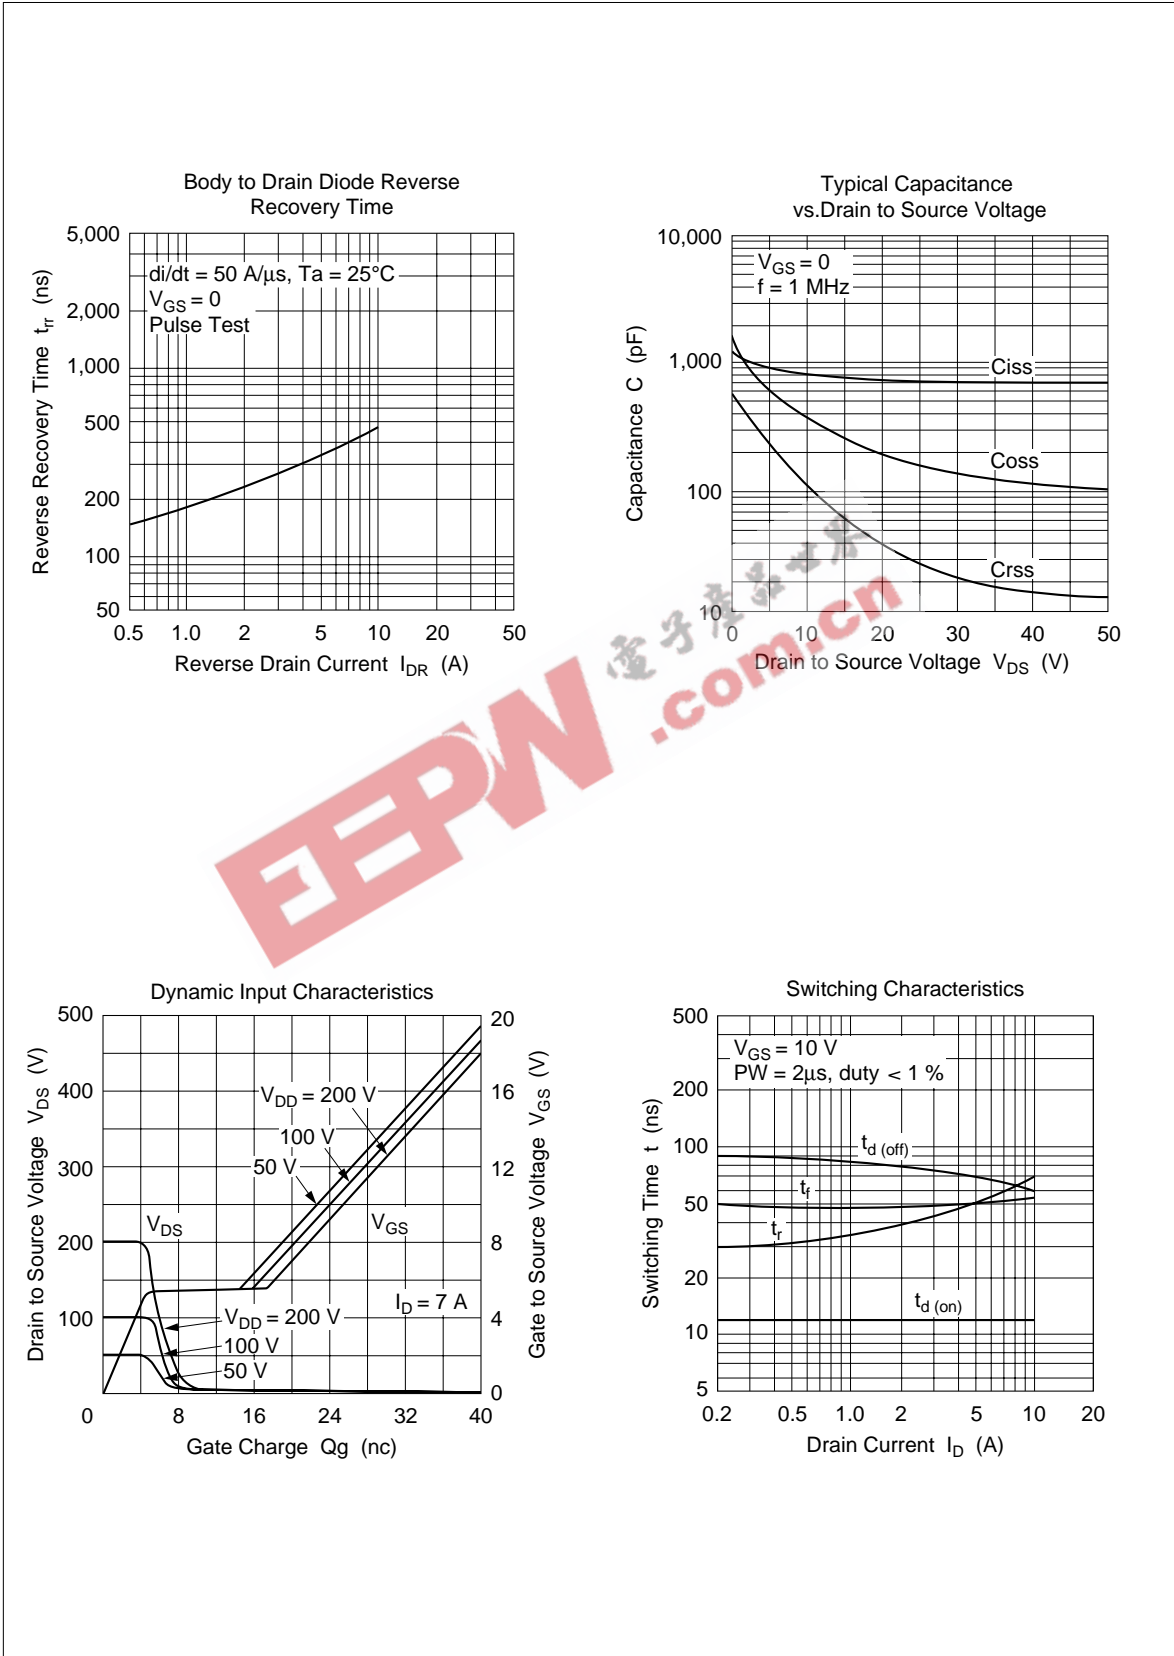 Body to Drain Diode Reverse
Recovery Time
5,000
2,000
1,000
500
200
100
50
Reverse Recovery Time trr (ns)
di/dt = 50 A/µs, Ta = 25°C
VGS = 0
Pulse Test
0.5 1.0 2 5 10 20 50
Reverse Drain Current IDR (A)
Typical Capacitance
vs.Drain to Source Voltage
10,000
1,000
100
10
Capacitance C (pF)
VGS = 0
f = 1 MHz
Ciss
Coss
Crss
0 10 20 30 40 50
Drain to Source Voltage VDS (V)
EEPW
電子產品世界
.com.cn
Dynamic Input Characteristics
500
400
300
200
100
0
Drain to Source Voltage VDS (V)
20
16
12
8
4
0
Gate to Source Voltage VGS (V)
VDD = 200 V
100 V
50 V
VDS
VGS
ID = 7 A
VDD = 200 V
100 V
50 V
8 16 24 32 40
Gate Charge Qg (nc)
Switching Characteristics
500
200
100
50
20
10
5
Switching Time t (ns)
VGS = 10 V
PW = 2µs, duty < 1 %
td (off)
tf
tr
td (on)
0.2 0.5 1.0 2 5 10 20
Drain Current ID (A)